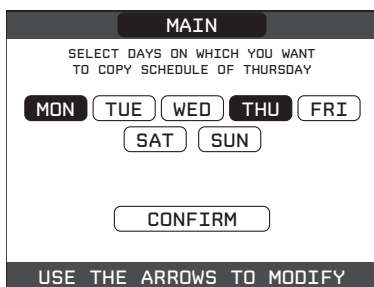 MAIN
SELECT DAYS ON WHICH YOU WANT
TO COPY SCHEDULE OF THURSDAY
MON TUE WED THU FRI
SAT SUN
CONFIRM
USE THE ARROWS TO MODIFY